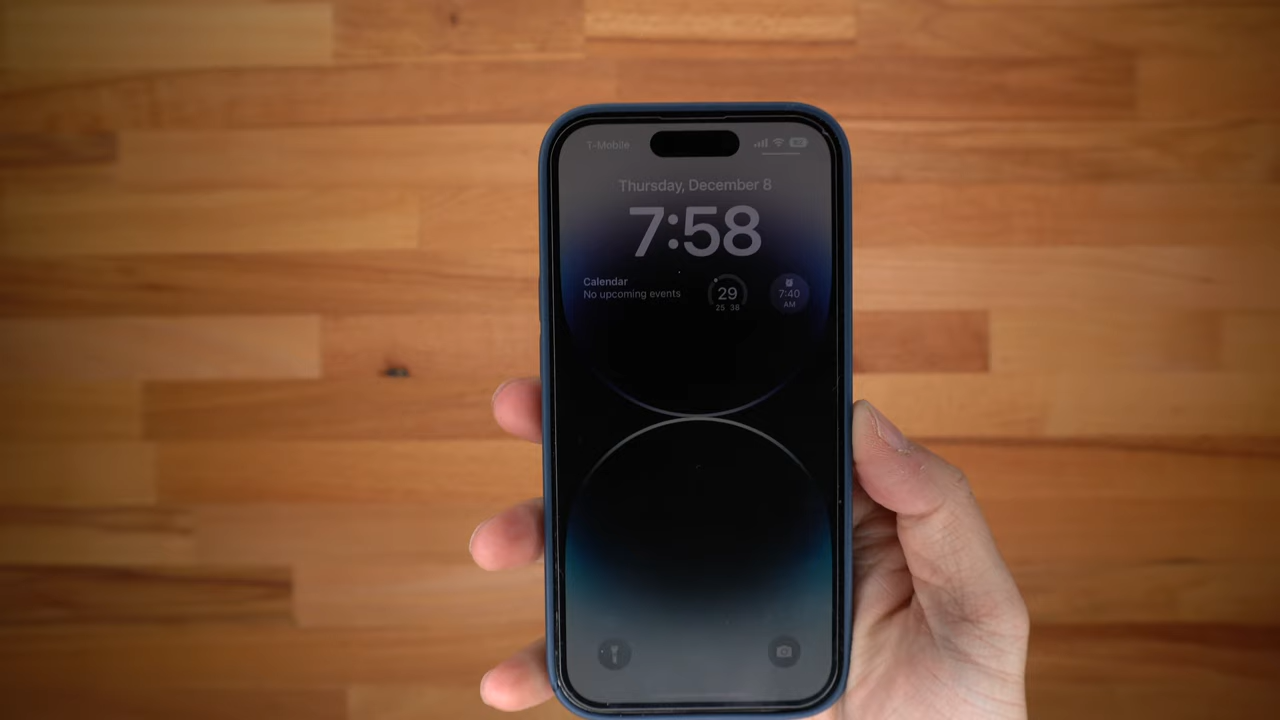 T-Mobile
Thursday, December 8
7:58
Calendar
No upcoming events
29
25 38
7:40
AM